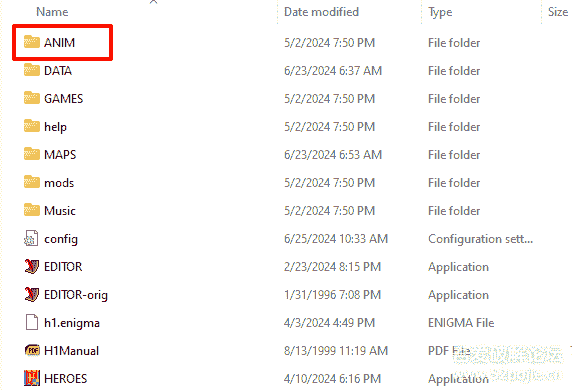 Name Date modified Type Size
ANIM 5/2/2024 7:50 PM File folder
DATA 6/23/2024 6:37 AM File folder
GAMES 5/2/2024 7:50 PM File folder
help 5/2/2024 7:50 PM File folder
MAPS 6/23/2024 6:53 AM File folder
mods 5/2/2024 7:50 PM File folder
Music 5/2/2024 7:50 PM File folder
config 6/25/2024 10:33 AM Configuration sett...
EDITOR 2/23/2024 8:15 PM Application
EDITOR-orig 1/31/1996 7:08 PM Application
h1.enigma 4/3/2024 4:49 PM ENIGMA File
PDF H1Manual 8/13/1999 11:19 AM PDF File
HEROES 4/10/2024 6:16 PM Application